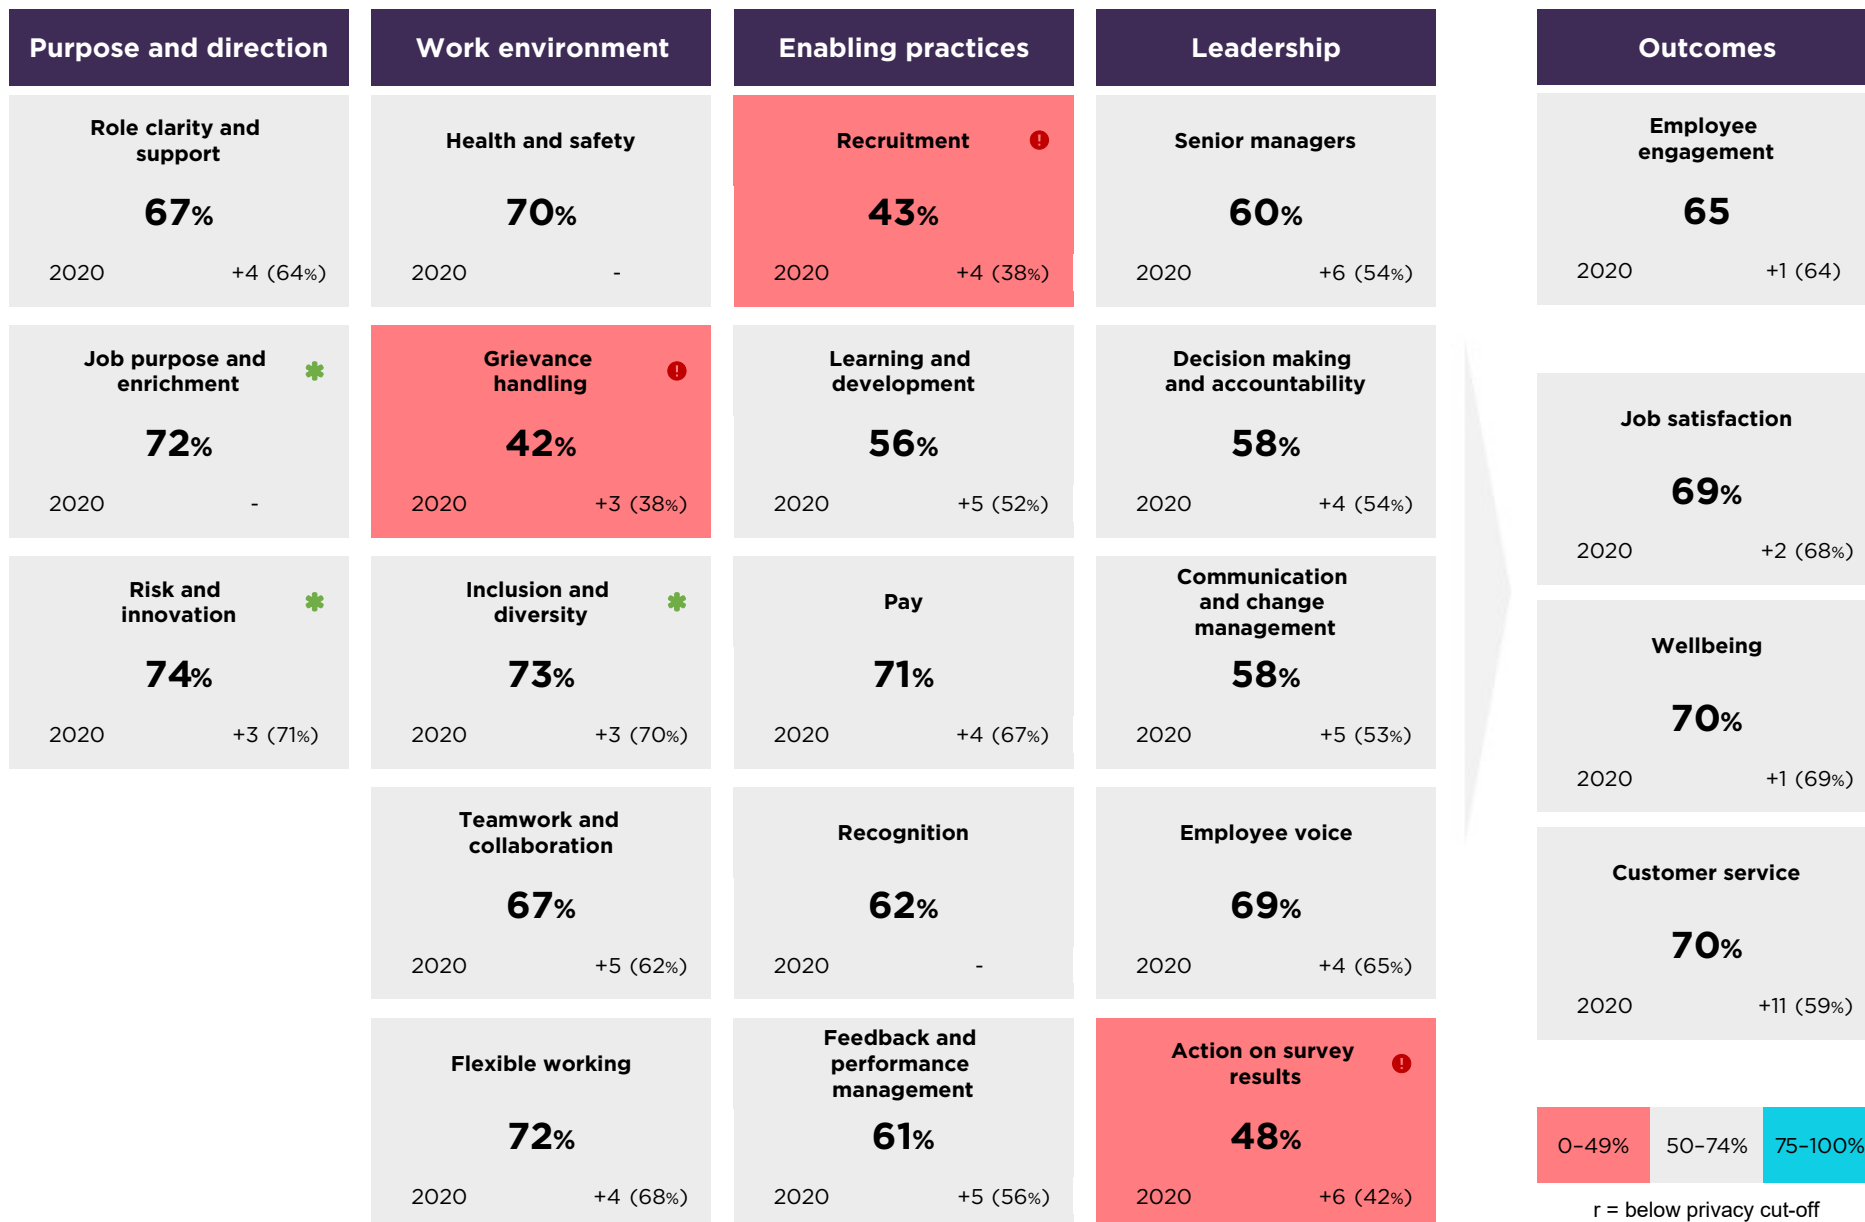 Purpose and direction
Role clarity and
support
67%
2020 +4 (64%)
Job purpose and
enrichment
72%
2020 -
Risk and
innovation
74%
2020 +3 (71%)
Work environment
Health and safety
70%
2020 -
Grievance
handling
42%
2020 +3 (38%)
Inclusion and
diversity
73%
2020 +3 (70%)
Teamwork and
collaboration
67%
2020 +5 (62%)
Flexible working
72%
2020 +4 (68%)
Enabling practices
Recruitment
43%
2020 +4 (38%)
Learning and
development
56%
2020 +5 (52%)
Pay
71%
2020 +4 (67%)
Recognition
62%
2020 -
Feedback and
performance
management
61%
2020 +5 (56%)
Leadership
Senior managers
60%
2020 +6 (54%)
Decision making
and accountability
58%
2020 +4 (54%)
Communication
and change
management
58%
2020 +5 (53%)
Employee voice
69%
2020 +4 (65%)
Action on survey
results
48%
2020 +6 (42%)
Outcomes
Employee
engagement
65
2020 +1 (64)
Job satisfaction
69%
2020 +2 (68%)
Wellbeing
70%
2020 +1 (69%)
Customer service
70%
2020 +11 (59%)
0–49% 50–74% 75–100%
r = below privacy cut-off